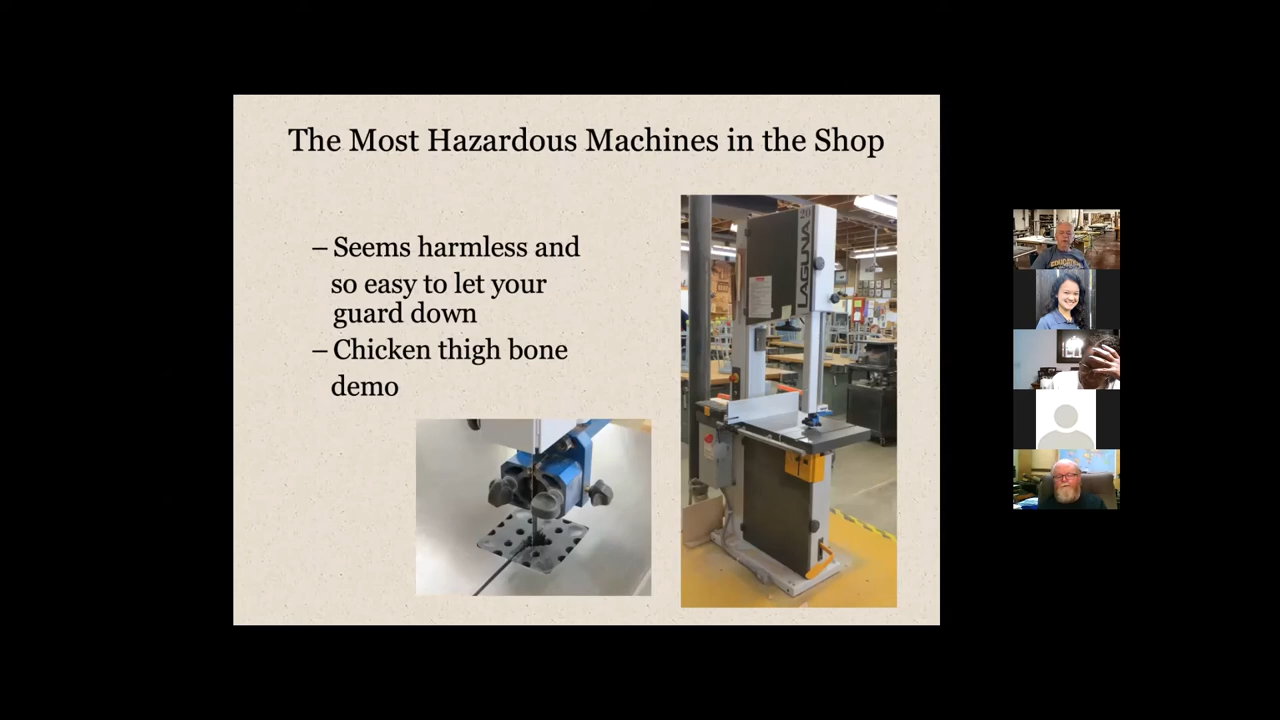 The Most Hazardous Machines in the Shop
– Seems harmless and
so easy to let your
guard down
– Chicken thigh bone
demo
LAGUNA 20